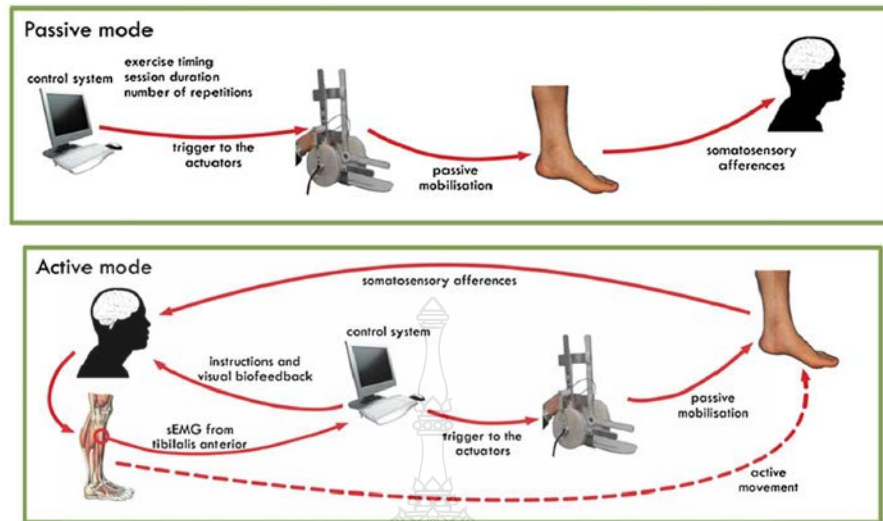 Passive mode
control system
exercise timing
session duration
number of repetitions
trigger to the
actuators
passive
mobilisation
somatosensory
afferences
Active mode
somatosensory afferences
control system
instructions and
visual biofeedback
sEMG from
tibilalis anterior
trigger to the
actuators
passive
mobilisation
active
movement